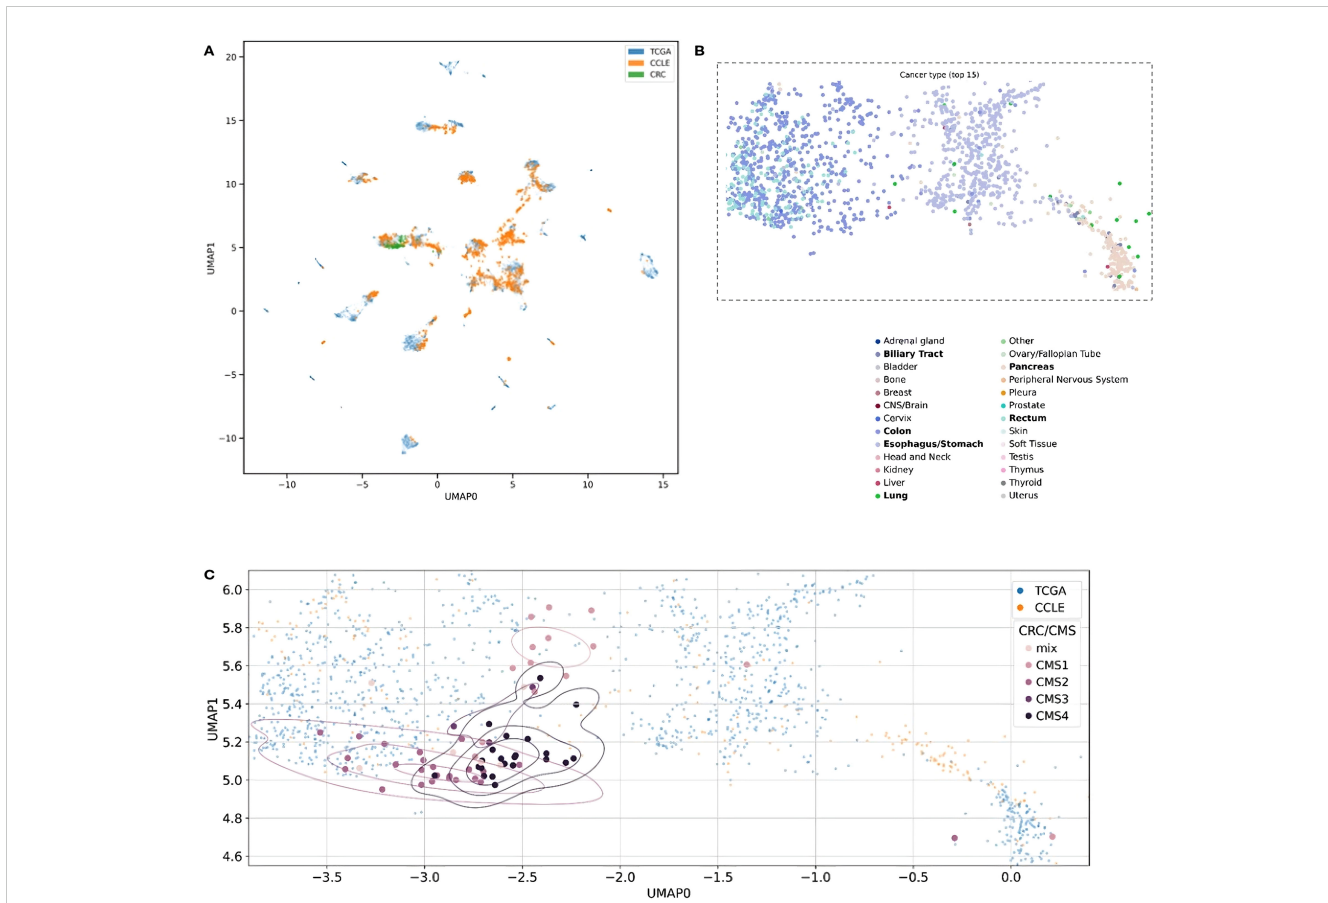 A
TCGA
CCLE
CRC
20
15
10
5
0
−5
−10
UMAP1
−10
−5
0
5
10
15
UMAP0
B
Cancer type (top 15)
Adrenal gland
Biliary Tract
Bladder
Bone
Breast
CNS/Brain
Cervix
Colon
Esophagus/Stomach
Head and Neck
Kidney
Liver
Lung
Other
Ovary/Fallopian Tube
Pancreas
Peripheral Nervous System
Pleura
Prostate
Rectum
Skin
Soft Tissue
Testis
Thymus
Thyroid
Uterus
C
TCGA
CCLE
CRC/CMS
mix
CMS1
CMS2
CMS3
CMS4
6.0
5.8
5.6
5.4
5.2
5.0
4.8
4.6
UMAP1
−3.5
−3.0
−2.5
−2.0
−1.5
−1.0
−0.5
0.0
UMAP0